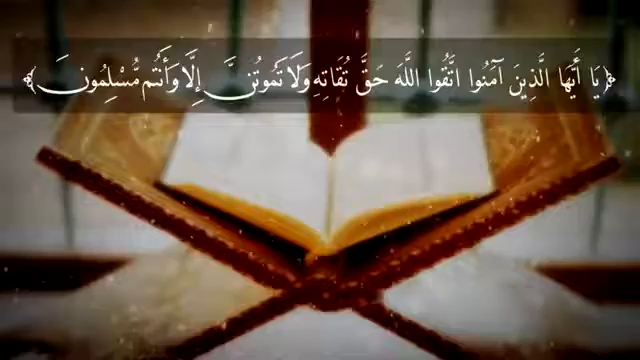 ﴿يَا أَيُّهَا الَّذِينَ آمَنُوا اتَّقُوا اللَّهَ حَقَّ تُقَاتِهِ وَلَا تَمُوتُنَّ إِلَّا وَأَنتُم مُّسْلِمُونَ﴾